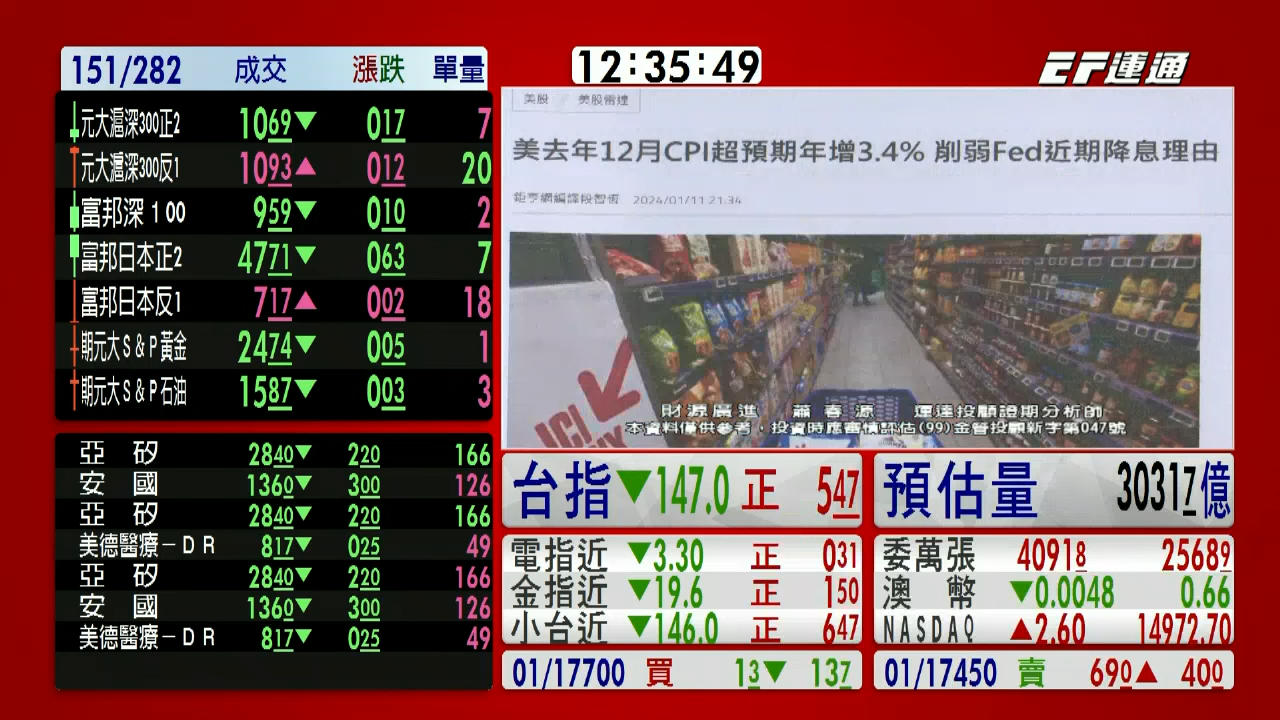 151/282 成交 漲跌 單量
12:35:49
EF運通
元大滬深300正2 1069▼ 017 7
元大滬深300反1 1093▲ 012 20
富邦深100 959▼ 010 2
富邦日本正2 4771▼ 063 7
富邦日本反1 717▲ 002 18
期元大S&P黃金 2474▼ 005 1
期元大S&P石油 1587▼ 003 3
亞矽 2840▼ 220 166
安國 1360▼ 300 126
亞矽 2840▼ 220 166
美德醫療-DR 817▼ 025 49
亞矽 2840▼ 220 166
安國 1360▼ 300 126
美德醫療-DR 817▼ 025 49
美股 / 美股雷達
美去年12月CPI超預期年增3.4% 削弱Fed近期降息理由
鉅亨網編譯段智恆 2024/01/11 21:34
財源廣進 蕭春源 運達投顧證期分析師
本資料僅供參考，投資時應審慎評估(99)金管投顧新字第047號
台指▼147.0 正 547
預估量 30317億
電指近 ▼3.30 正 031
金指近 ▼19.6 正 150
小台近 ▼146.0 正 647
委萬張 40918 25689
澳幣 ▼0.0048 0.66
NASDAQ ▲2.60 14972.70
01/17700 買 13▼ 137
01/17450 賣 690▲ 400